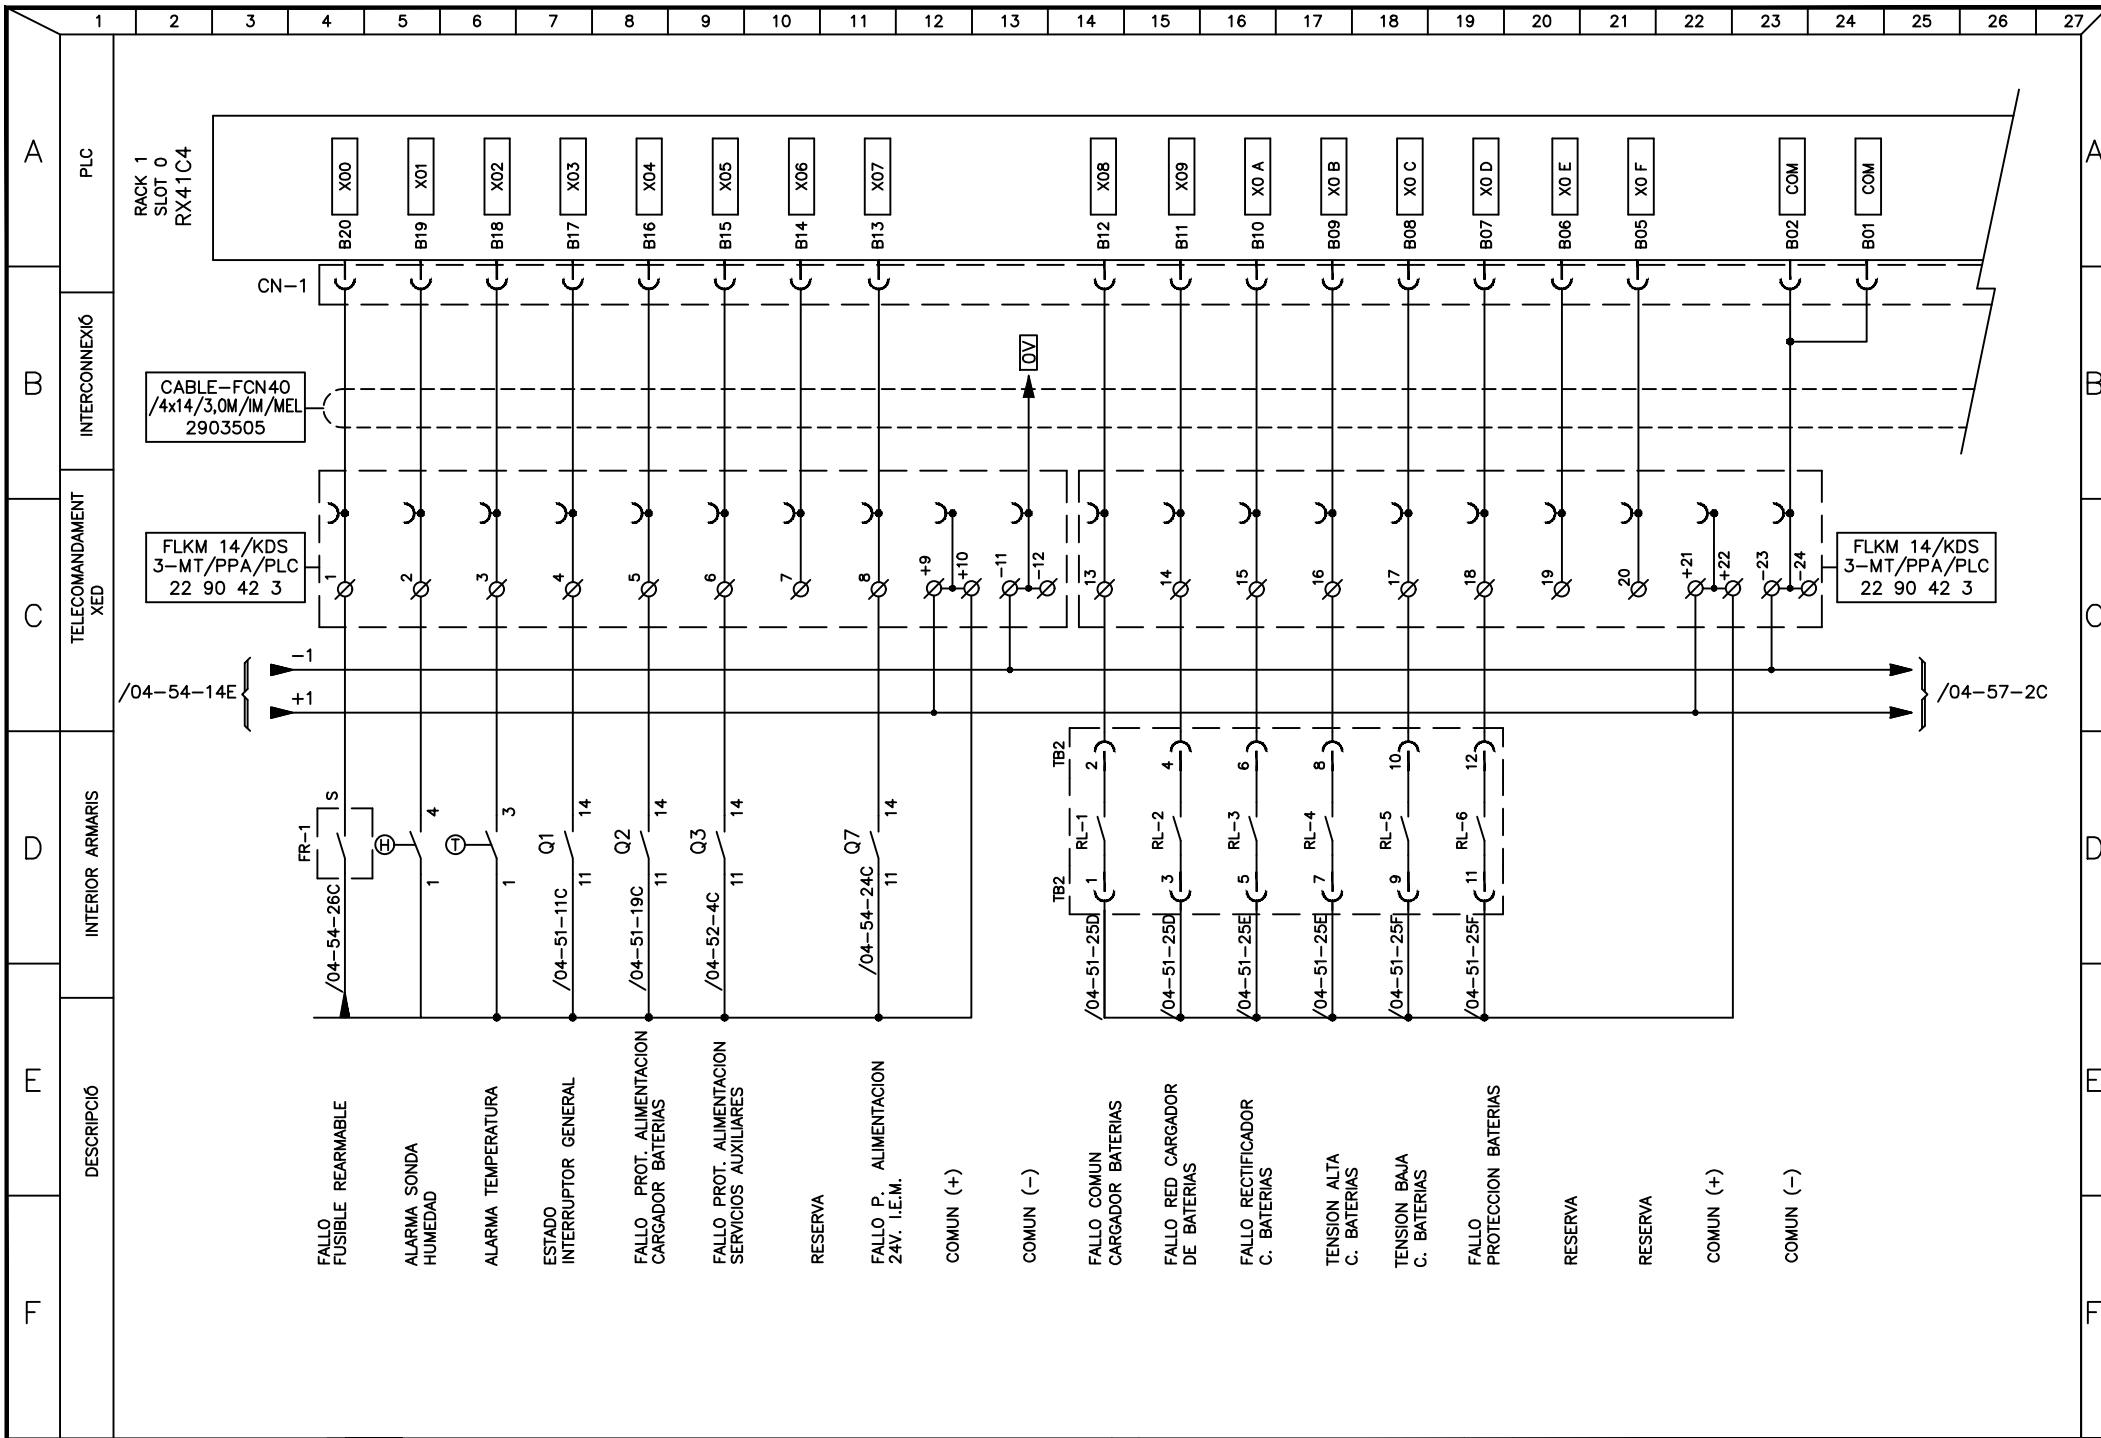 1 2 3 4 5 6 7 8 9 10 11 12 13 14 15 16 17 18 19 20 21 22 23 24 25 26 27
A
B
C
D
E
F
PLC
INTERCONNEXIÓ
TELECOMANDAMENT
XED
INTERIOR ARMARIS
DESCRIPCIÓ
RACK 1
SLOT 0
RX41C4
X00 X01 X02 X03 X04 X05 X06 X07 X08 X09 X0 A X0 B X0 C X0 D X0 E X0 F COM COM
B20 B19 B18 B17 B16 B15 B14 B13 B12 B11 B10 B09 B08 B07 B06 B05 B02 B01
CN-1
0V
CABLE-FCN40
/4x14/3,0M/IM/MEL
2903505
FLKM 14/KDS
3-MT/PPA/PLC
22 90 42 3
1 2 3 4 5 6 7 8 +9 +10 -11 -12 13 14 15 16 17 18 19 20 +21 +22 -23 -24
FLKM 14/KDS
3-MT/PPA/PLC
22 90 42 3
-1
+1
/04-54-14E
/04-57-2C
TB2 2 4 6 8 10 12
S 4 3 14 14 14 14
FR-1 H T Q1 Q2 Q3 Q7 RL-1 RL-2 RL-3 RL-4 RL-5 RL-6
1 1 11 11 11 11
TB2 1 3 5 7 9 11
/04-54-26C /04-51-11C /04-51-19C /04-52-4C /04-54-24C /04-51-25D /04-51-25D /04-51-25E /04-51-25E /04-51-25F /04-51-25F
FALLO
FUSIBLE REARMABLE
ALARMA SONDA
HUMEDAD
ALARMA TEMPERATURA
ESTADO
INTERRUPTOR GENERAL
FALLO PROT. ALIMENTACION
CARGADOR BATERIAS
FALLO PROT. ALIMENTACION
SERVICIOS AUXILIARES
RESERVA
FALLO P. ALIMENTACION
24V. I.E.M.
COMUN (+)
COMUN (-)
FALLO COMUN
CARGADOR BATERIAS
FALLO RED CARGADOR
DE BATERIAS
FALLO RECTIFICADOR
C. BATERIAS
TENSION ALTA
C. BATERIAS
TENSION BAJA
C. BATERIAS
FALLO
PROTECCION BATERIAS
RESERVA
RESERVA
COMUN (+)
COMUN (-)
A
B
C
D
E
F